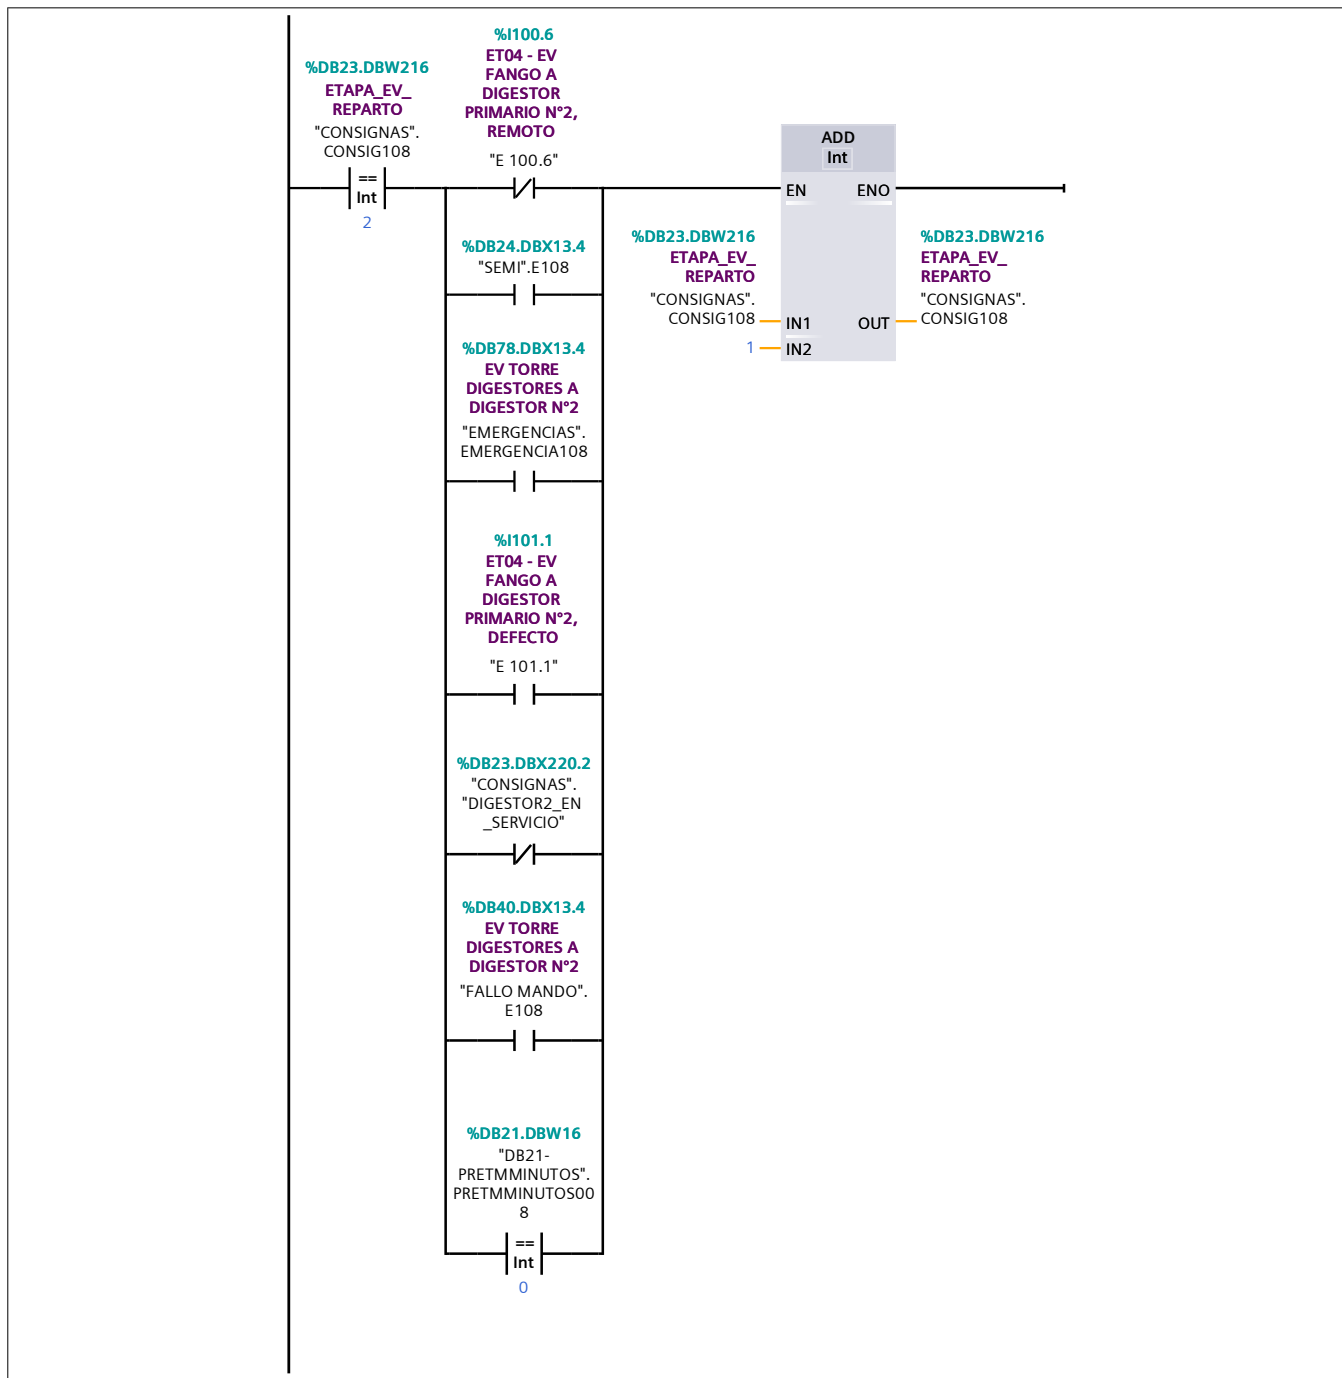 %DB23.DBW216
ETAPA_EV_
REPARTO
"CONSIGNAS".
CONSIG108
==
Int
2
%I100.6
ET04 - EV
FANGO A
DIGESTOR
PRIMARIO N°2,
REMOTO
"E 100.6"
%DB24.DBX13.4
"SEMI".E108
%DB78.DBX13.4
EV TORRE
DIGESTORES A
DIGESTOR N°2
"EMERGENCIAS".
EMERGENCIA108
%I101.1
ET04 - EV
FANGO A
DIGESTOR
PRIMARIO N°2,
DEFECTO
"E 101.1"
%DB23.DBX220.2
"CONSIGNAS".
"DIGESTOR2_EN
_SERVICIO"
%DB40.DBX13.4
EV TORRE
DIGESTORES A
DIGESTOR N°2
"FALLO MANDO".
E108
%DB21.DBW16
"DB21-
PRETMMINUTOS".
PRETMMINUTOS00
8
==
Int
0
ADD
Int
EN ENO
%DB23.DBW216
ETAPA_EV_
REPARTO
"CONSIGNAS".
CONSIG108
IN1
1
IN2
OUT
%DB23.DBW216
ETAPA_EV_
REPARTO
"CONSIGNAS".
CONSIG108